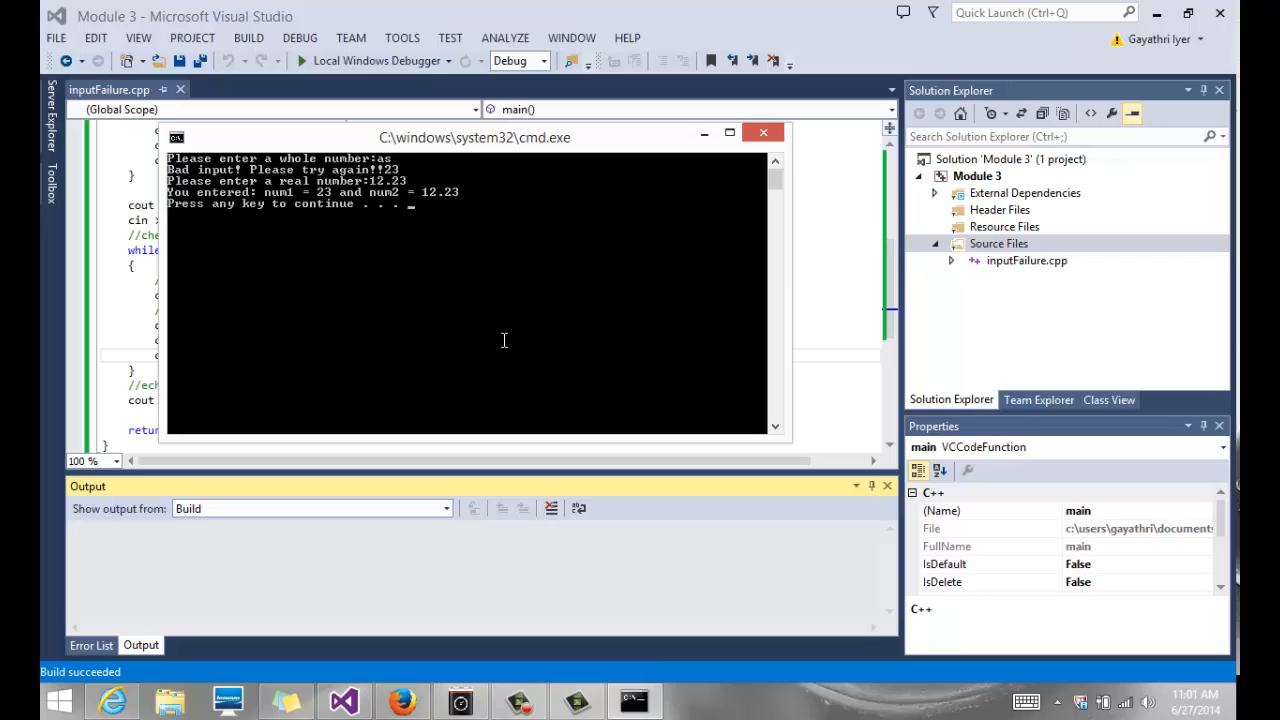 Module 3 - Microsoft Visual Studio
Quick Launch (Ctrl+Q)
FILE EDIT VIEW PROJECT BUILD DEBUG TEAM TOOLS TEST ANALYZE WINDOW HELP
Gayathri Iyer
Local Windows Debugger
Debug
Server Explorer
Toolbox
inputFailure.cpp
(Global Scope)
main()
C:\windows\system32\cmd.exe
C:\.
Please enter a whole number:as
Bad input! Please try again!!23
Please enter a real number:12.23
You entered: num1 = 23 and num2 = 12.23
Press any key to continue . . . _
c
c
c
}
cout
cin >
//che
while
{
/
c
/
c
c
c
}
//ech
cout
retur
}
100 %
Output
Show output from: Build
Error List Output
Solution Explorer
Search Solution Explorer (Ctrl+;)
Solution 'Module 3' (1 project)
Module 3
External Dependencies
Header Files
Resource Files
Source Files
inputFailure.cpp
Solution Explorer Team Explorer Class View
Properties
main VCCodeFunction
C++
(Name) main
File c:\users\gayathri\documents
FullName main
IsDefault False
IsDelete False
C++
Build succeeded
11:01 AM
6/27/2014